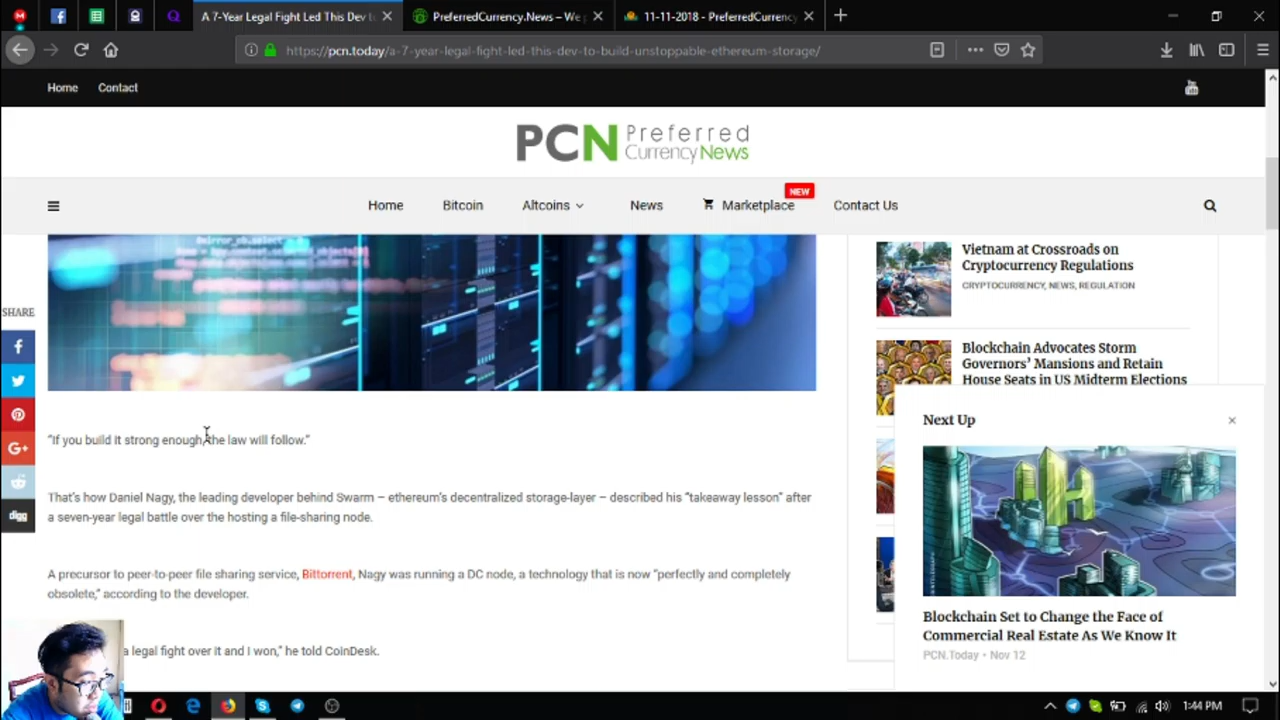 A 7-Year Legal Fight Led This Dev to
PreferredCurrency.News – We
11-11-2018 - PreferredCurrency
https://pcn.today/a-7-year-legal-fight-led-this-dev-to-build-unstoppable-ethereum-storage/
Home Contact
PCN Preferred
Currency News
NEW
Home Bitcoin Altcoins News Marketplace Contact Us
Vietnam at Crossroads on
Cryptocurrency Regulations
CRYPTOCURRENCY, NEWS, REGULATION
SHARE
Blockchain Advocates Storm
Governors' Mansions and Retain
House Seats in US Midterm Elections
Next Up
"If you build it strong enough, the law will follow."
That's how Daniel Nagy, the leading developer behind Swarm – ethereum's decentralized storage-layer – described his "takeaway lesson" after
a seven-year legal battle over the hosting a file-sharing node.
digg
A precursor to peer-to-peer file sharing service, Bittorrent, Nagy was running a DC node, a technology that is now "perfectly and completely
obsolete," according to the developer.
Blockchain Set to Change the Face of
Commercial Real Estate As We Know It
PCN.Today • Nov 12
a legal fight over it and I won," he told CoinDesk.
1:44 PM